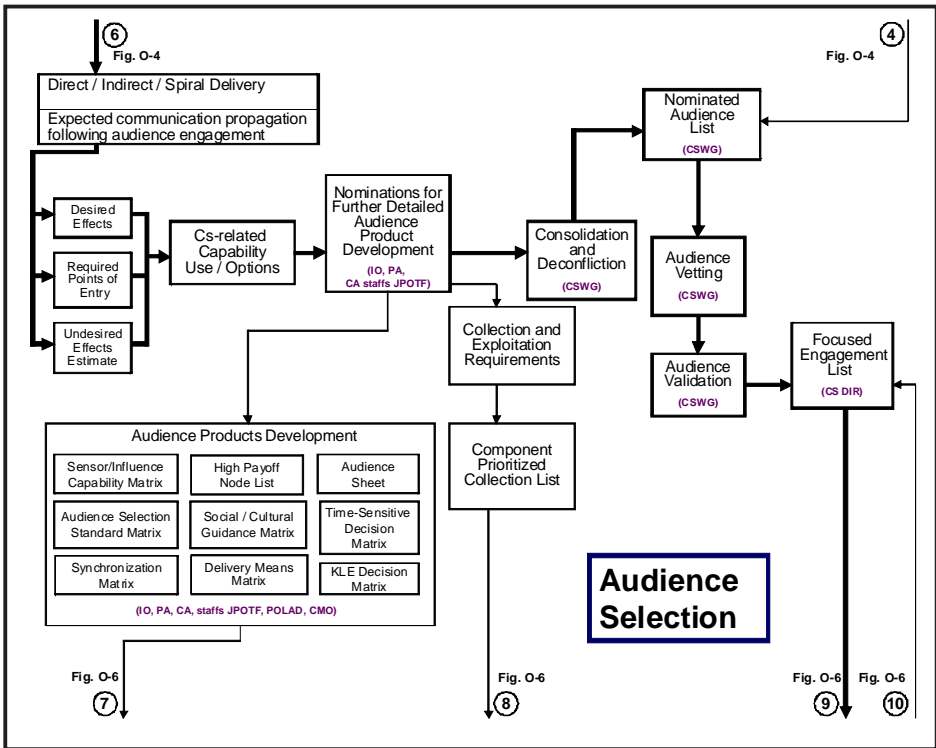 6
Fig. O-4
4
Fig. O-4
Direct / Indirect / Spiral Delivery
Expected communication propagation
following audience engagement
Nominated
Audience
List
(CSWG)
Desired
Effects
Required
Points of
Entry
Undesired
Effects
Estimate
Cs-related
Capability
Use / Options
Nominations for
Further Detailed
Audience
Product
Development
(IO, PA,
CA staffs JPOTF)
Consolidation
and
Deconfliction
(CSWG)
Audience
Vetting
(CSWG)
Collection and
Exploitation
Requirements
Audience
Validation
(CSWG)
Focused
Engagement
List
(CS DIR)
Audience Products Development
Sensor/Influence
Capability Matrix
High Payoff
Node List
Audience
Sheet
Audience Selection
Standard Matrix
Social / Cultural
Guidance Matrix
Time-Sensitive
Decision
Matrix
Synchronization
Matrix
Delivery Means
Matrix
KLE Decision
Matrix
(IO, PA, CA, staffs JPOTF, POLAD, CMO)
Component
Prioritized
Collection List
Audience
Selection
Fig. O-6
7
Fig. O-6
8
Fig. O-6
9
Fig. O-6
10